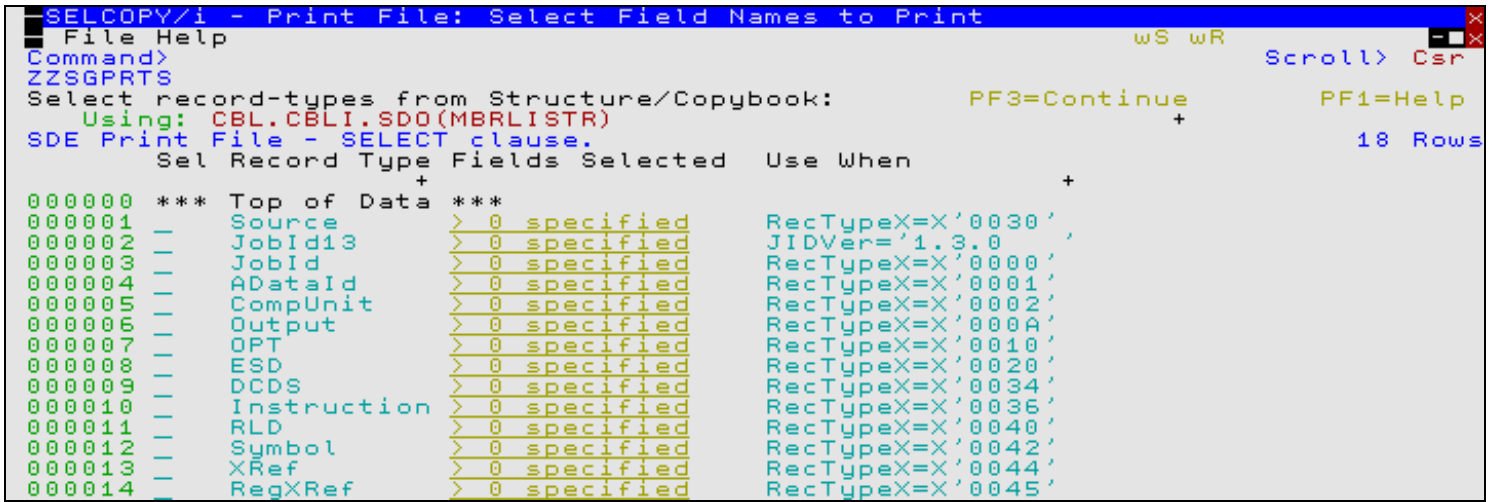 SELCOPY/i - Print File: Select Field Names to Print
File Help wS wR
Command> Scroll> Csr
ZZSGPRTS
Select record-types from Structure/Copybook: PF3=Continue PF1=Help
Using: CBL.CBLI.SDO(MBRLISTR) +
SDE Print File - SELECT clause. 18 Rows
Sel Record Type Fields Selected Use When
+ +
000000 *** Top of Data ***
000001 _ Source > 0 specified RecTypeX=X'0030'
000002 _ JobId13 > 0 specified JIDVer='1.3.0    '
000003 _ JobId > 0 specified RecTypeX=X'0000'
000004 _ ADataId > 0 specified RecTypeX=X'0001'
000005 _ CompUnit > 0 specified RecTypeX=X'0002'
000006 _ Output > 0 specified RecTypeX=X'000A'
000007 _ OPT > 0 specified RecTypeX=X'0010'
000008 _ ESD > 0 specified RecTypeX=X'0020'
000009 _ DCDS > 0 specified RecTypeX=X'0034'
000010 _ Instruction > 0 specified RecTypeX=X'0036'
000011 _ RLD > 0 specified RecTypeX=X'0040'
000012 _ Symbol > 0 specified RecTypeX=X'0042'
000013 _ XRef > 0 specified RecTypeX=X'0044'
000014 _ RegXRef > 0 specified RecTypeX=X'0045'